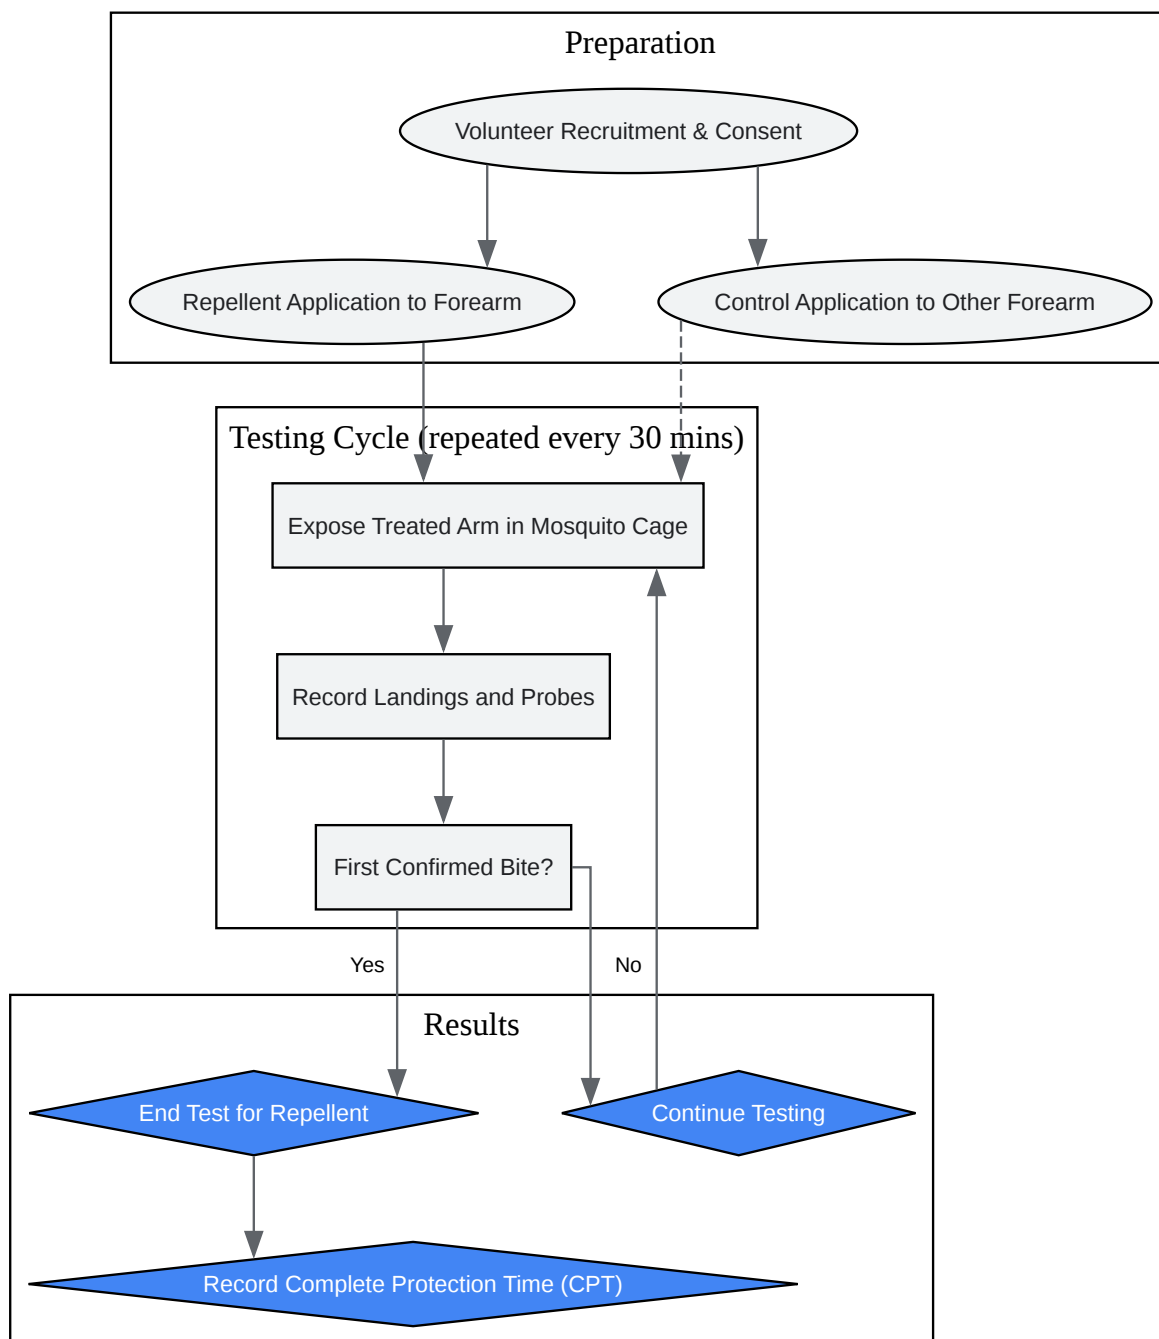 Preparation
Volunteer Recruitment & Consent
Repellent Application to Forearm
Control Application to Other Forearm
Testing Cycle (repeated every 30 mins)
Expose Treated Arm in Mosquito Cage
Record Landings and Probes
First Confirmed Bite?
Yes
No
Results
End Test for Repellent
Continue Testing
Record Complete Protection Time (CPT)